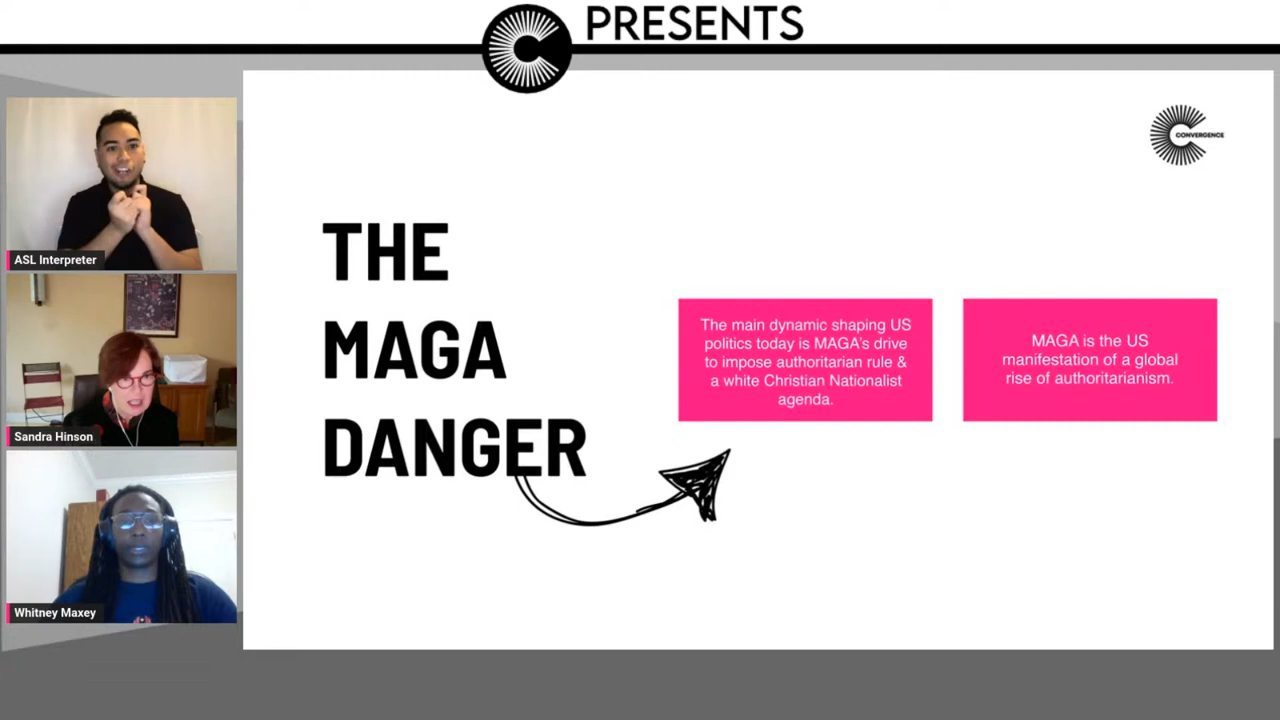 PRESENTS
CONVERGENCE
ASL Interpreter
Sandra Hinson
Whitney Maxey
THE
MAGA
DANGER
The main dynamic shaping US
politics today is MAGA's drive
to impose authoritarian rule &
a white Christian Nationalist
agenda.
MAGA is the US
manifestation of a global
rise of authoritarianism.